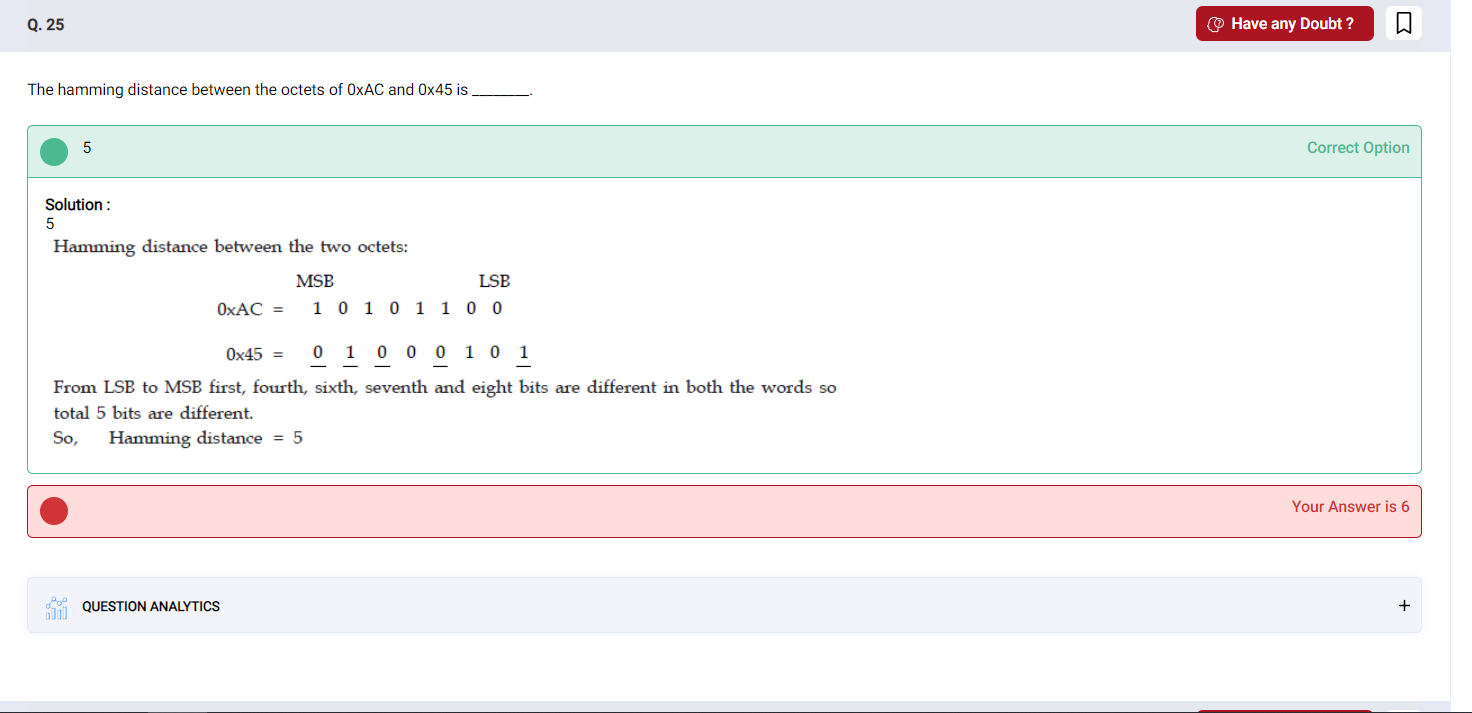 Q. 25
Have any Doubt ?
The hamming distance between the octets of 0xAC and 0x45 is ________.
5
Correct Option
Solution :
5
Hamming distance between the two octets:
MSB LSB
0xAC = 1 0 1 0 1 1 0 0
0x45 = 0 1 0 0 0 1 0 1
From LSB to MSB first, fourth, sixth, seventh and eight bits are different in both the words so
total 5 bits are different.
So, Hamming distance = 5
Your Answer is 6
QUESTION ANALYTICS
+